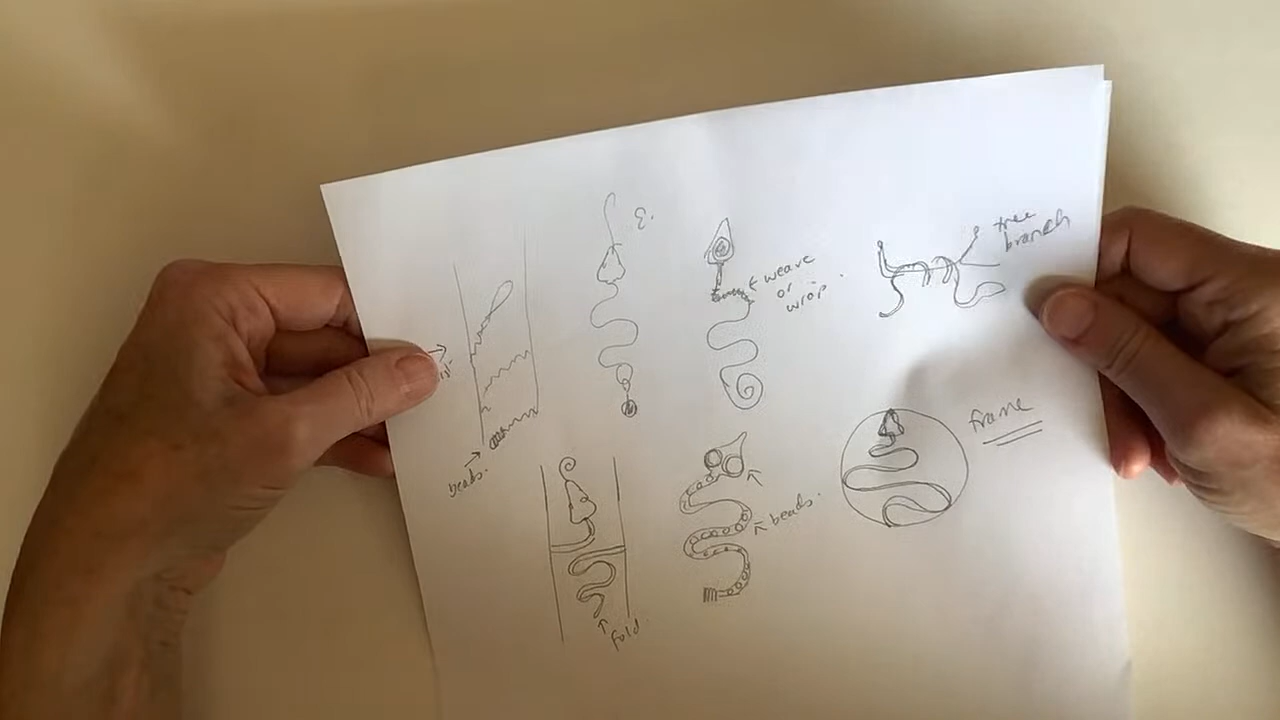 tree
branch
weave
or
wrap.
frame
beads.
beads.
fold